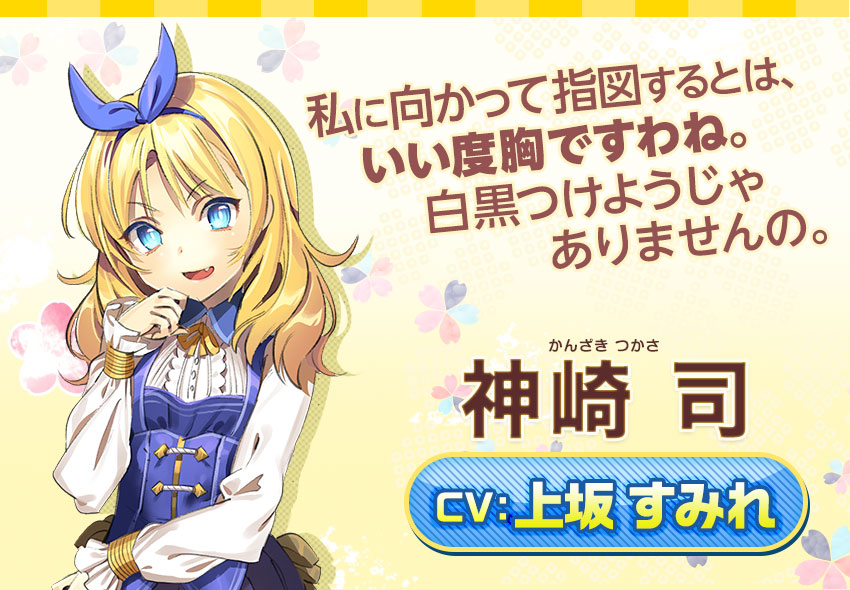 私に向かって指図するとは、
いい度胸ですわね。
白黒つけようじゃ
ありませんの。
かんざき つかさ
神崎 司
CV:上坂 すみれ